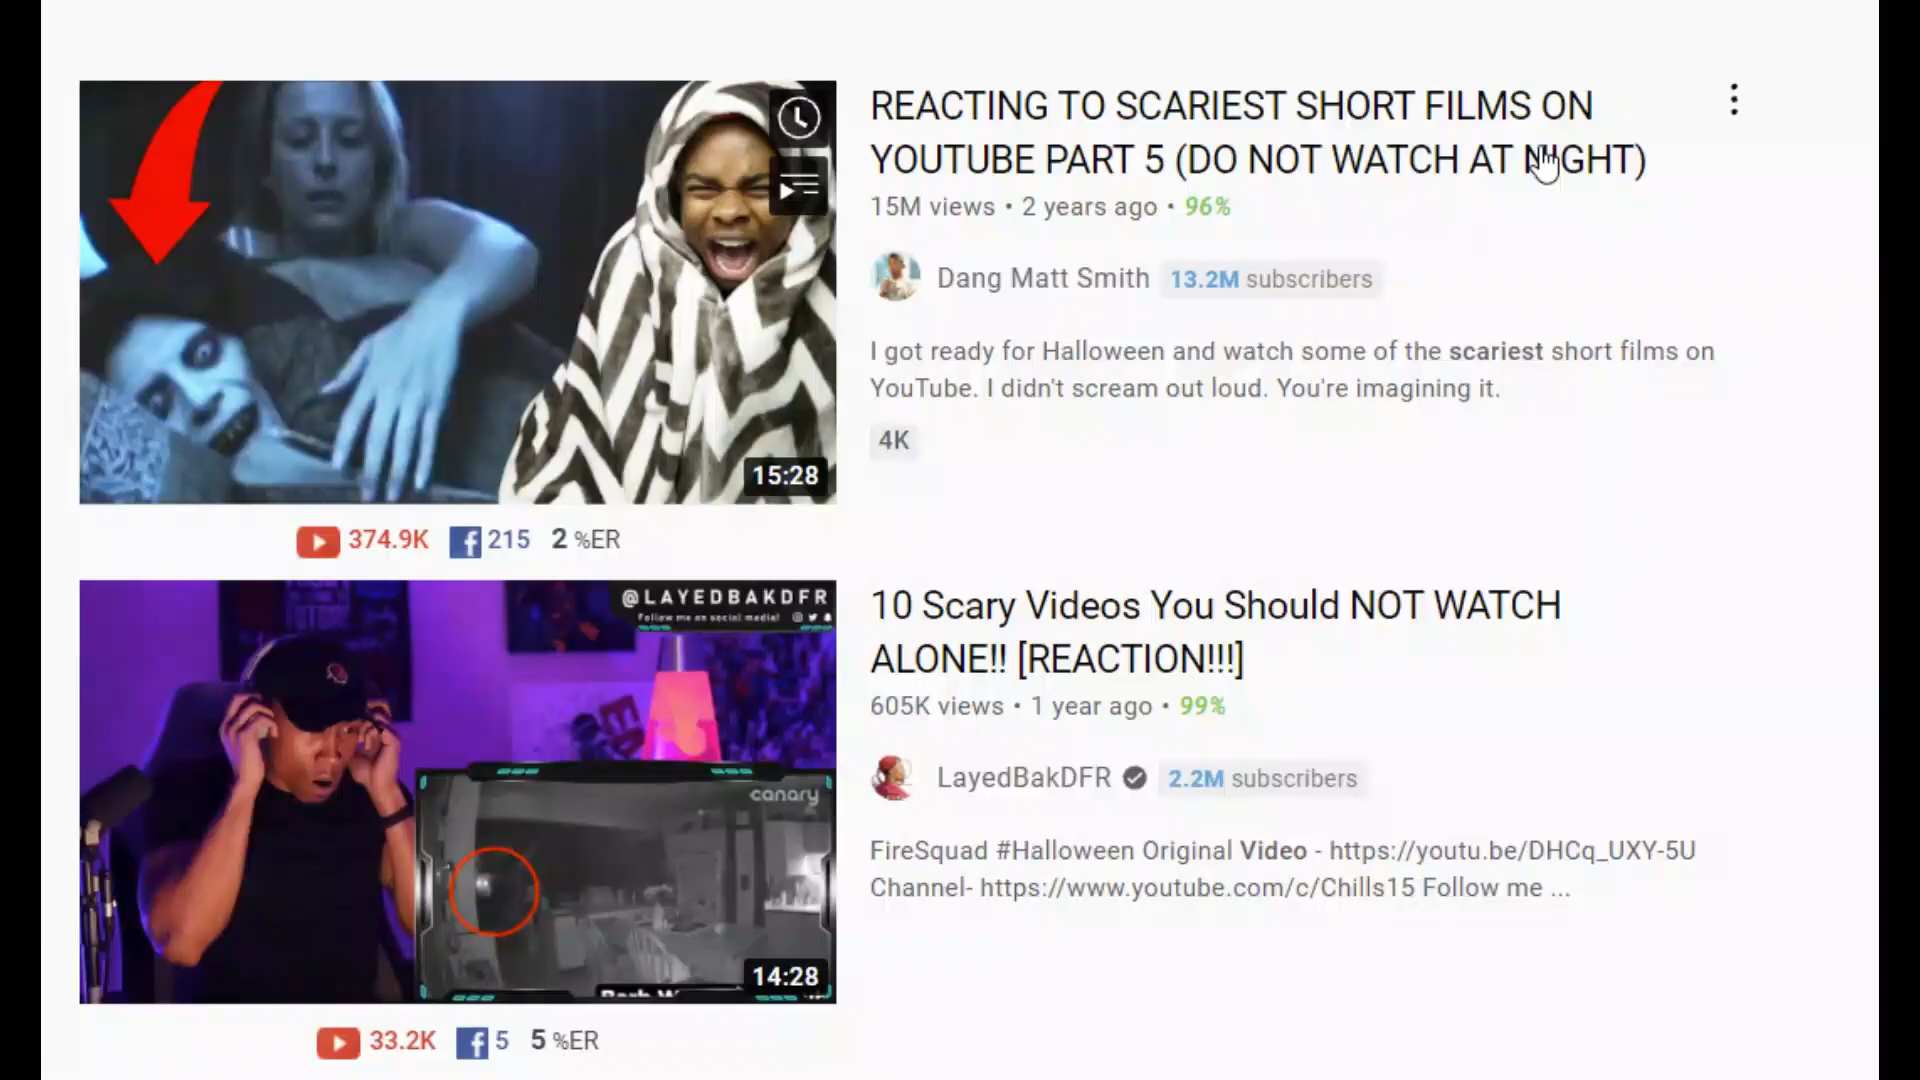 REACTING TO SCARIEST SHORT FILMS ON
YOUTUBE PART 5 (DO NOT WATCH AT NIGHT)
15M views • 2 years ago • 96%
Dang Matt Smith 13.2M subscribers
I got ready for Halloween and watch some of the scariest short films on
YouTube. I didn't scream out loud. You're imagining it.
4K
15:28
374.9K 215 2 %ER
@LAYEDBAKDFR
Follow me on social media!
canary
14:28
10 Scary Videos You Should NOT WATCH
ALONE!! [REACTION!!!]
605K views • 1 year ago • 99%
LayedBakDFR 2.2M subscribers
FireSquad #Halloween Original Video - https://youtu.be/DHCq_UXY-5U
Channel- https://www.youtube.com/c/Chills15 Follow me ...
33.2K 5 5 %ER